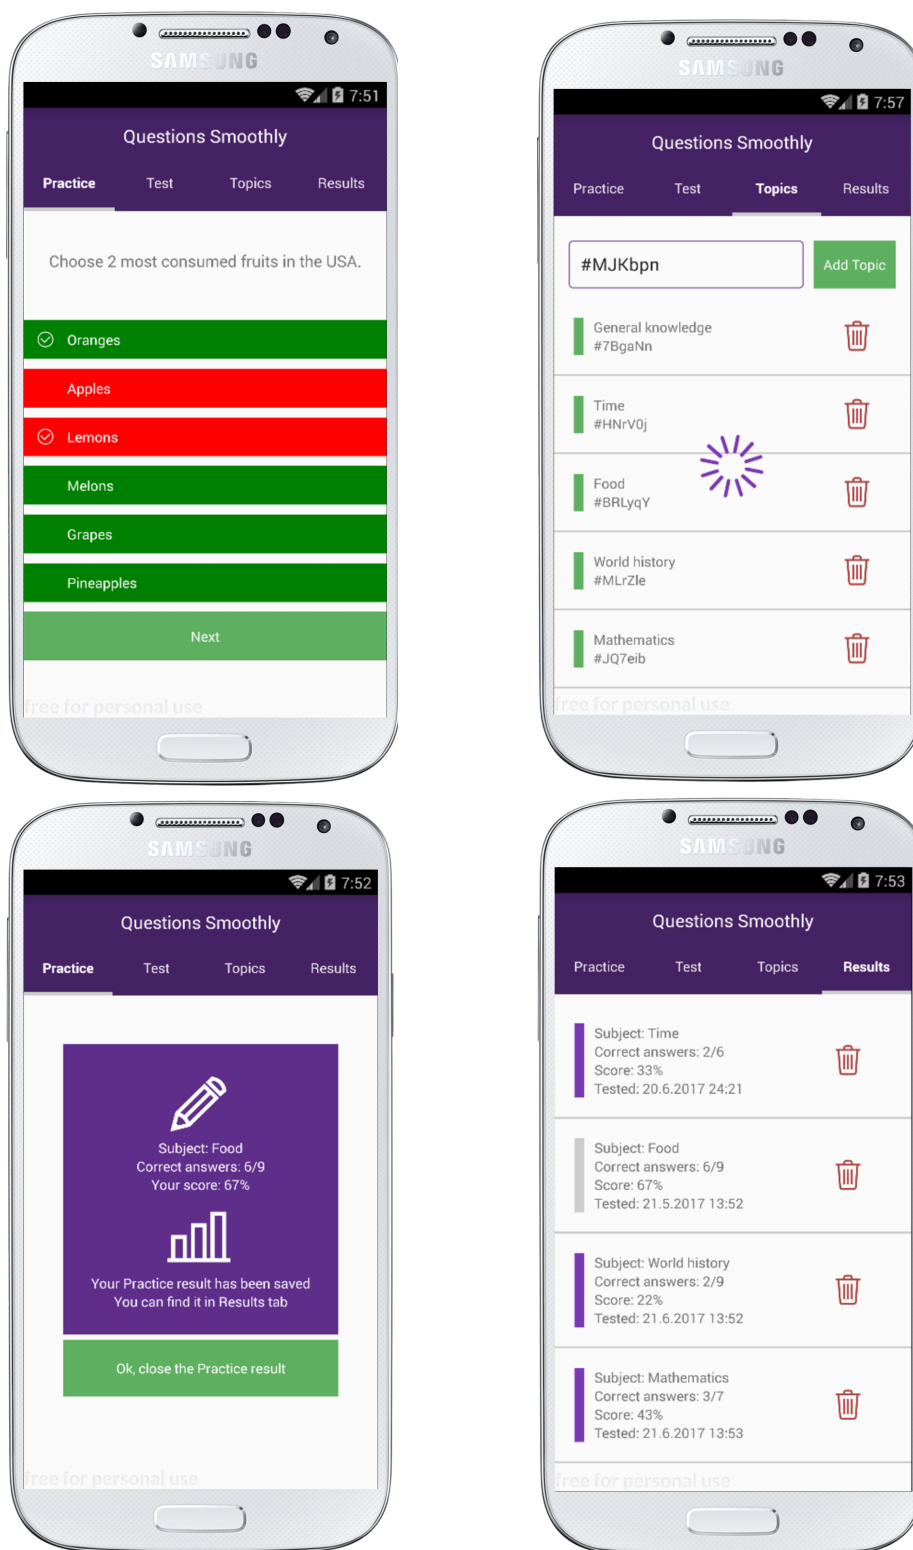 SAMSUNG
7:51
Questions Smoothly
Practice Test Topics Results
Choose 2 most consumed fruits in the USA.
Oranges
Apples
Lemons
Melons
Grapes
Pineapples
Next
free for personal use
SAMSUNG
7:57
Questions Smoothly
Practice Test Topics Results
#MJKbpn Add Topic
General knowledge
#7BgaNn
Time
#HNrV0j
Food
#BRLyqY
World history
#MLrZle
Mathematics
#JQ7eib
free for personal use
SAMSUNG
7:52
Questions Smoothly
Practice Test Topics Results
Subject: Food
Correct answers: 6/9
Your score: 67%
Your Practice result has been saved
You can find it in Results tab
Ok, close the Practice result
free for personal use
SAMSUNG
7:53
Questions Smoothly
Practice Test Topics Results
Subject: Time
Correct answers: 2/6
Score: 33%
Tested: 20.6.2017 24:21
Subject: Food
Correct answers: 6/9
Score: 67%
Tested: 21.5.2017 13:52
Subject: World history
Correct answers: 2/9
Score: 22%
Tested: 21.6.2017 13:52
Subject: Mathematics
Correct answers: 3/7
Score: 43%
Tested: 21.6.2017 13:53
free for personal use